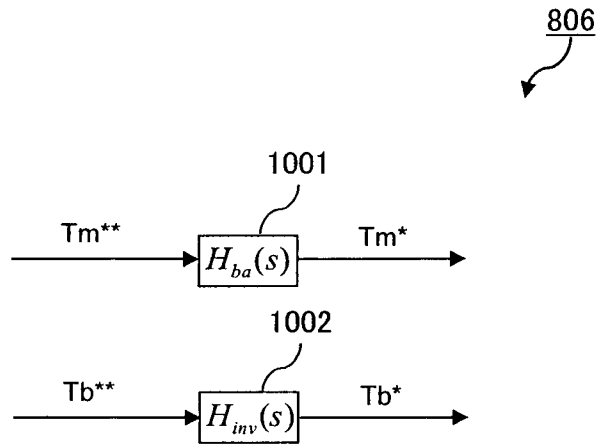 806
1001
Tm**
H_ba(s)
Tm*
1002
Tb**
H_inv(s)
Tb*